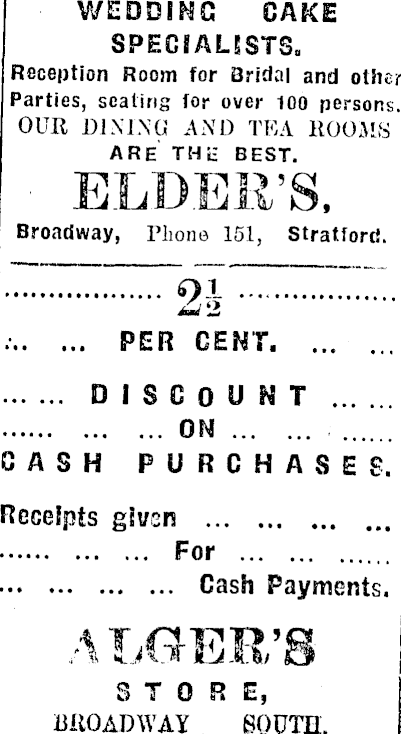 WEDDING CAKE
SPECIALISTS.
Reception Room for Bridal and other
Parties, seating for over 100 persons.
OUR DINING AND TEA ROOMS
ARE THE BEST.
ELDER'S,
Broadway, Phone 151, Stratford.
.................. 2½ ..................
... ... PER CENT. ... ...
... ... DISCOUNT ... ...
...... ... ... ON ... ... ......
CASH PURCHASES.
Receipts given ... ... ... ...
...... ... ... For ... ... ......
... ... ... ... Cash Payments.
ALGER'S
STORE,
BROADWAY SOUTH.